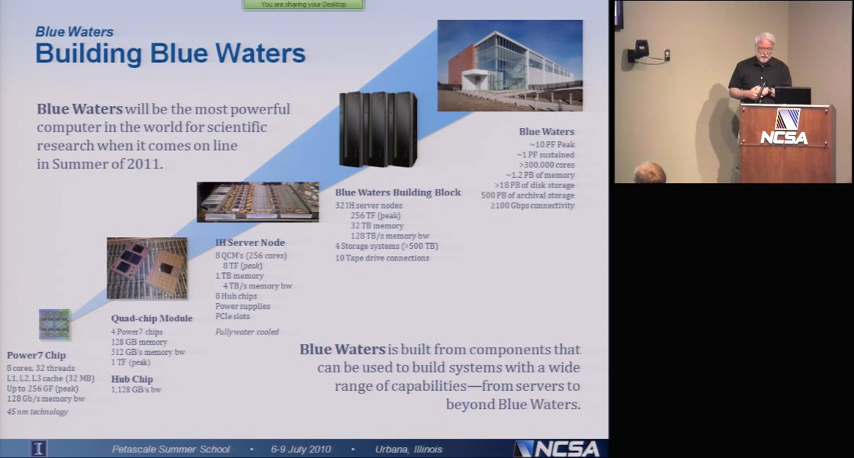 You are sharing your Desktop
Blue Waters
Building Blue Waters
Blue Waters will be the most powerful
computer in the world for scientific
research when it comes on line
in Summer of 2011.
Blue Waters
~10 PF Peak
~1 PF sustained
>300,000 cores
~1.2 PB of memory
>18 PB of disk storage
500 PB of archival storage
≥100 Gbps connectivity
Blue Waters Building Block
32 IH server nodes
256 TF (peak)
32 TB memory
128 TB/s memory bw
4 Storage systems (>500 TB)
10 Tape drive connections
IH Server Node
8 QCM's (256 cores)
8 TF (peak)
1 TB memory
4 TB/s memory bw
8 Hub chips
Power supplies
PCIe slots
Fully water cooled
Quad-chip Module
4 Power7 chips
128 GB memory
512 GB/s memory bw
1 TF (peak)
Hub Chip
1,128 GB/s bw
Power7 Chip
8 cores, 32 threads
L1, L2, L3 cache (32 MB)
Up to 256 GF (peak)
128 Gb/s memory bw
45 nm technology
Blue Waters is built from components that
can be used to build systems with a wide
range of capabilities—from servers to
beyond Blue Waters.
I
Petascale Summer School • 6-9 July 2010 • Urbana, Illinois
NCSA
NCSA